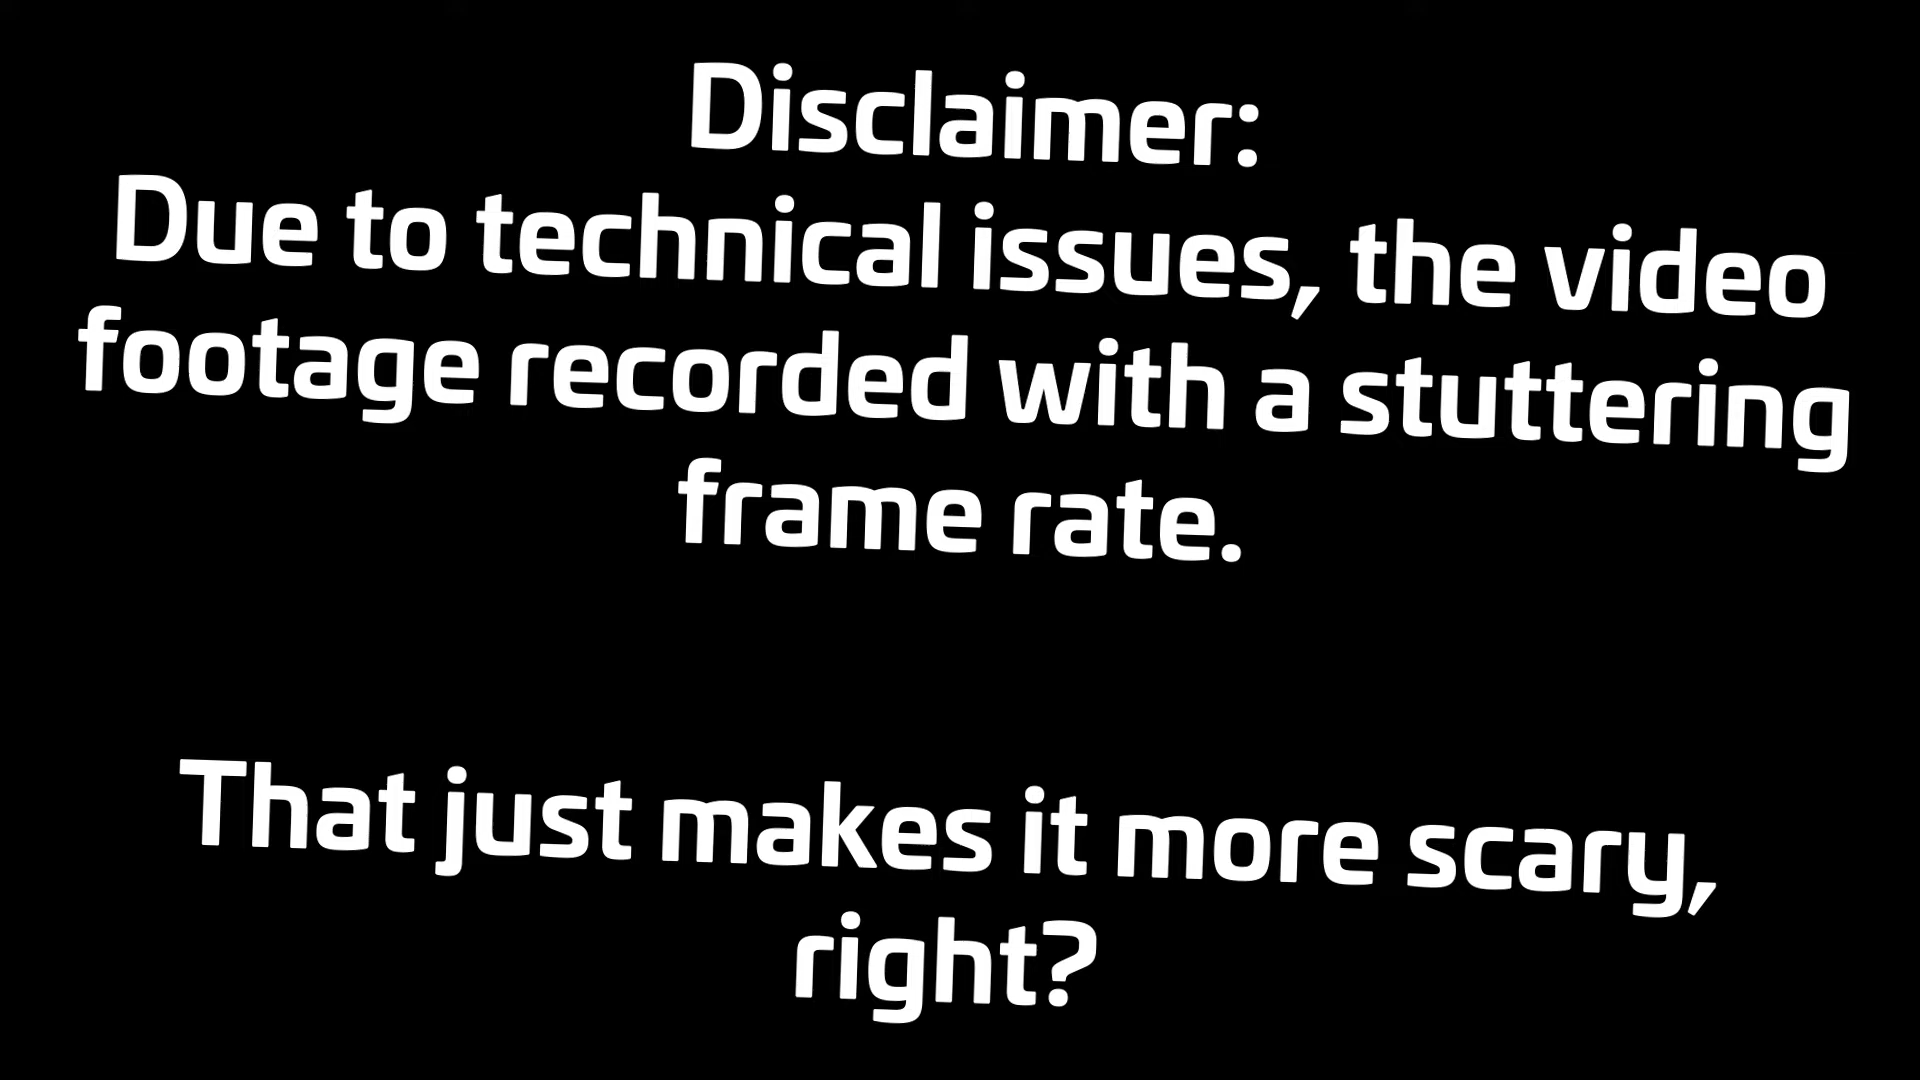 Disclaimer:
Due to technical issues, the video
footage recorded with a stuttering
frame rate.
That just makes it more scary,
right?